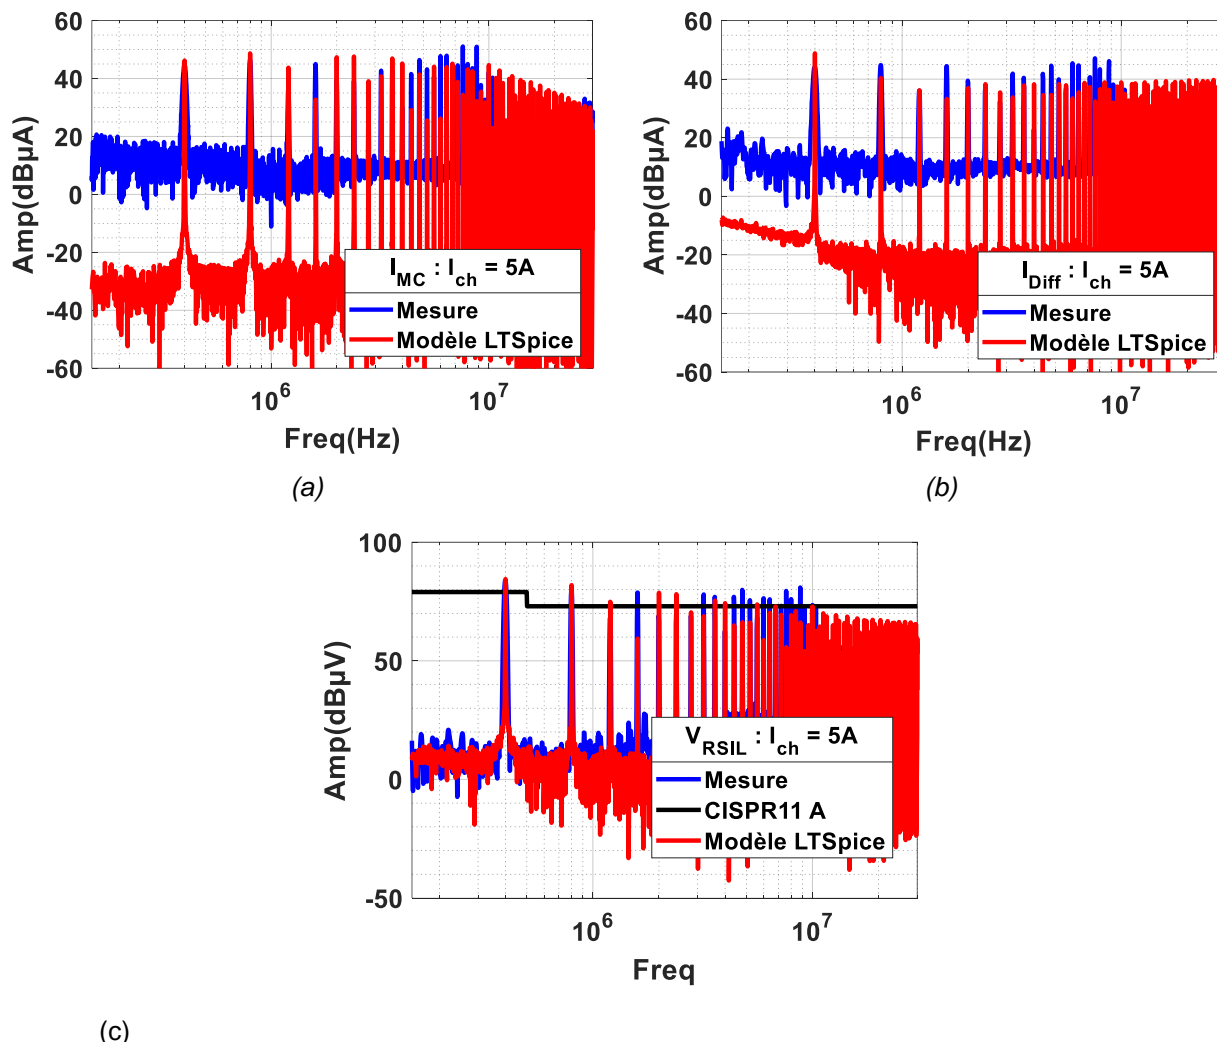 60
40
20
0
-20
-40
-60
Amp(dBµA)
I_MC : I_ch = 5A
Mesure
Modèle LTSpice
10^6
10^7
Freq(Hz)
(a)
60
40
20
0
-20
-40
-60
Amp(dBµA)
I_Diff : I_ch = 5A
Mesure
Modèle LTSpice
10^6
10^7
Freq(Hz)
(b)
100
50
0
-50
Amp(dBµV)
V_RSIL : I_ch = 5A
Mesure
CISPR11 A
Modèle LTSpice
10^6
10^7
Freq
(c)